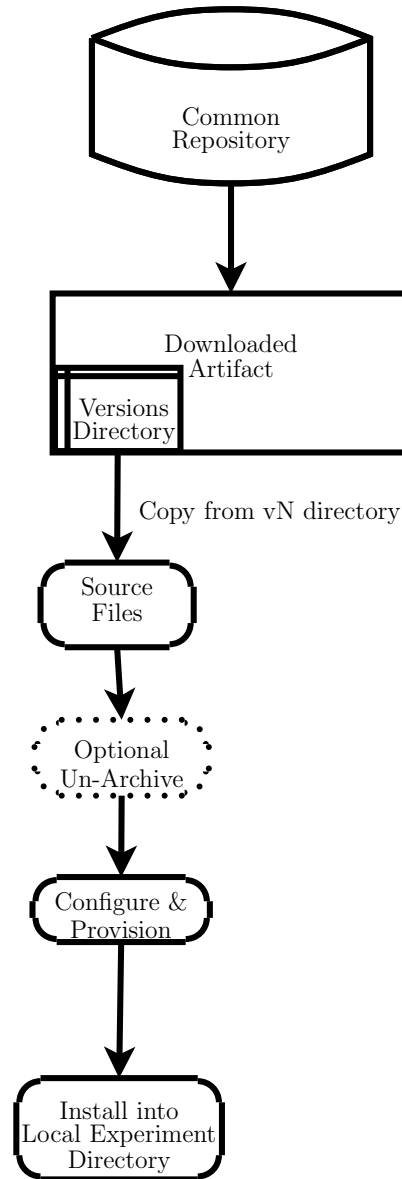 Common
Repository
Downloaded
Artifact
Versions
Directory
Copy from vN directory
Source
Files
Optional
Un-Archive
Configure &
Provision
Install into
Local Experiment
Directory